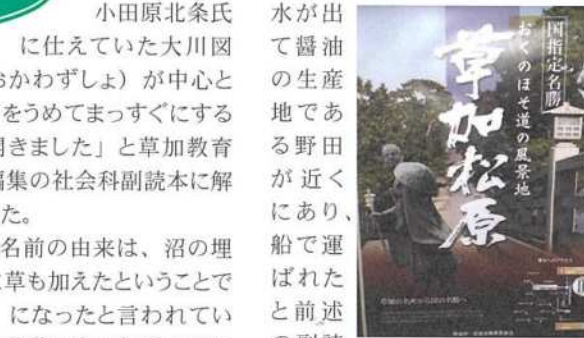 小田原北条氏
に仕えていた大川図
おかわずしょ）が中心と
をうめてまっすぐにする
開きました」と草加教育
編集の社会科副読本に解
た。
名前の由来は、沼の埋
草も加えたということで
になったと言われてい
水が出
て醤油
の生産
地であ
る野田
が近く
にあり、
船で運
ばれた
と前述
の副読
国指定名勝
おくのほそ道の風景地
草加松原